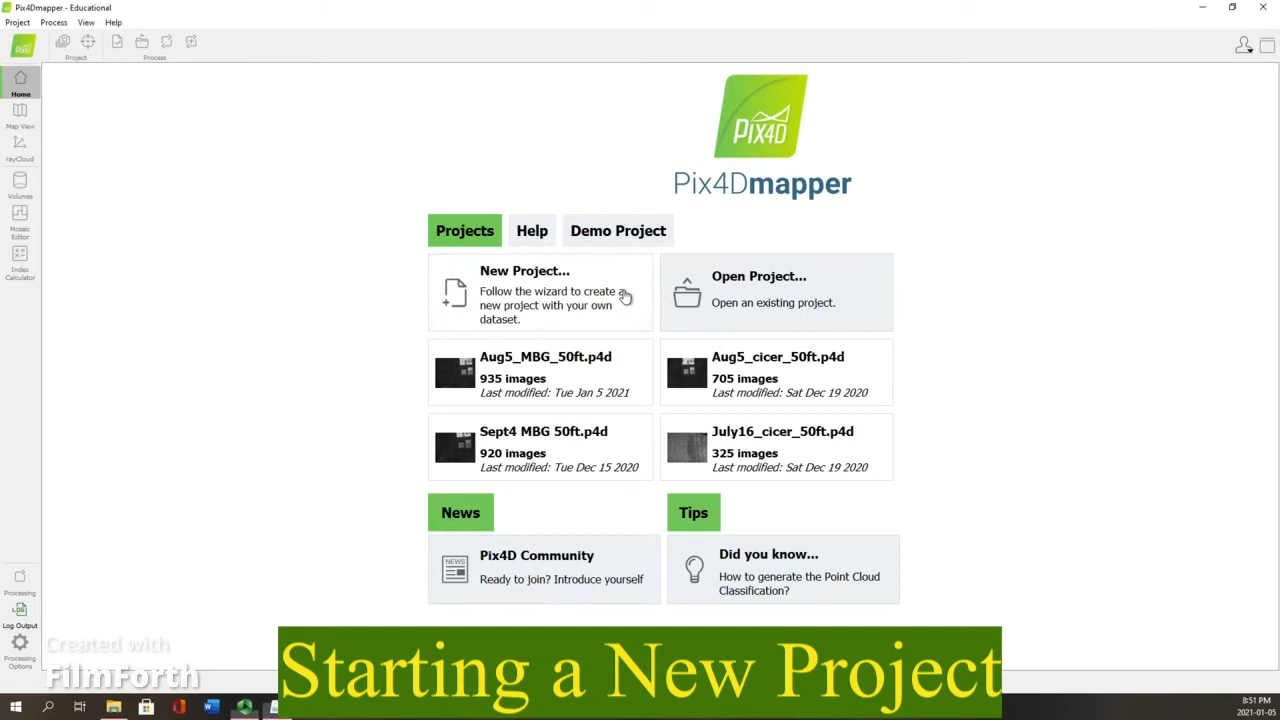 Pix4Dmapper - Educational
Project Process View Help
PIX4D
Project
Process
Home
Map View
rayCloud
Volumes
Mosaic
Editor
Index
Calculator
Processing
Log Output
Processing
Options
PIX4D
Pix4Dmapper
Projects
Help
Demo Project
New Project...
Follow the wizard to create a
new project with your own
dataset.
Open Project...
Open an existing project.
Aug5_MBG_50ft.p4d
935 images
Last modified: Tue Jan 5 2021
Aug5_cicer_50ft.p4d
705 images
Last modified: Sat Dec 19 2020
Sept4 MBG 50ft.p4d
920 images
Last modified: Tue Dec 15 2020
July16_cicer_50ft.p4d
325 images
Last modified: Sat Dec 19 2020
News
Tips
Pix4D Community
Ready to join? Introduce yourself
NEWS
Did you know...
How to generate the Point Cloud
Classification?
Created with
FilmForth
LOG
Starting a New Project
8:51 PM
2021-01-05